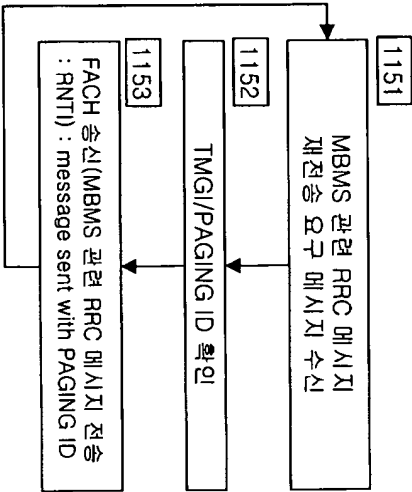 1151
MBMS 관련 RRC 메시지
재전송 요구 메시지 수신
1152
TMGI/PAGING ID 확인
1153
FACH 송신(MBMS 관련 RRC 메시지 전송
: RNTI) : message sent with PAGING ID